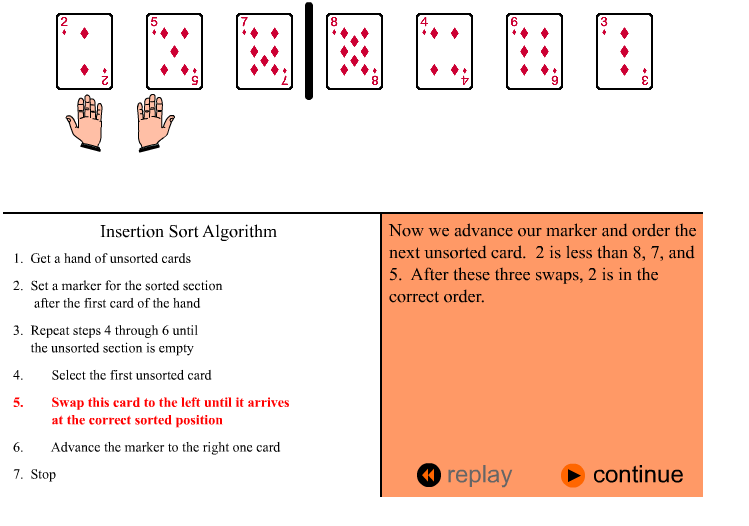 2 5 7 8 4 6 3
2 5 7 8 4 6 3
Insertion Sort Algorithm
1. Get a hand of unsorted cards
2. Set a marker for the sorted section
after the first card of the hand
3. Repeat steps 4 through 6 until
the unsorted section is empty
4. Select the first unsorted card
5. Swap this card to the left until it arrives
at the correct sorted position
6. Advance the marker to the right one card
7. Stop
Now we advance our marker and order the
next unsorted card. 2 is less than 8, 7, and
5. After these three swaps, 2 is in the
correct order.
replay continue